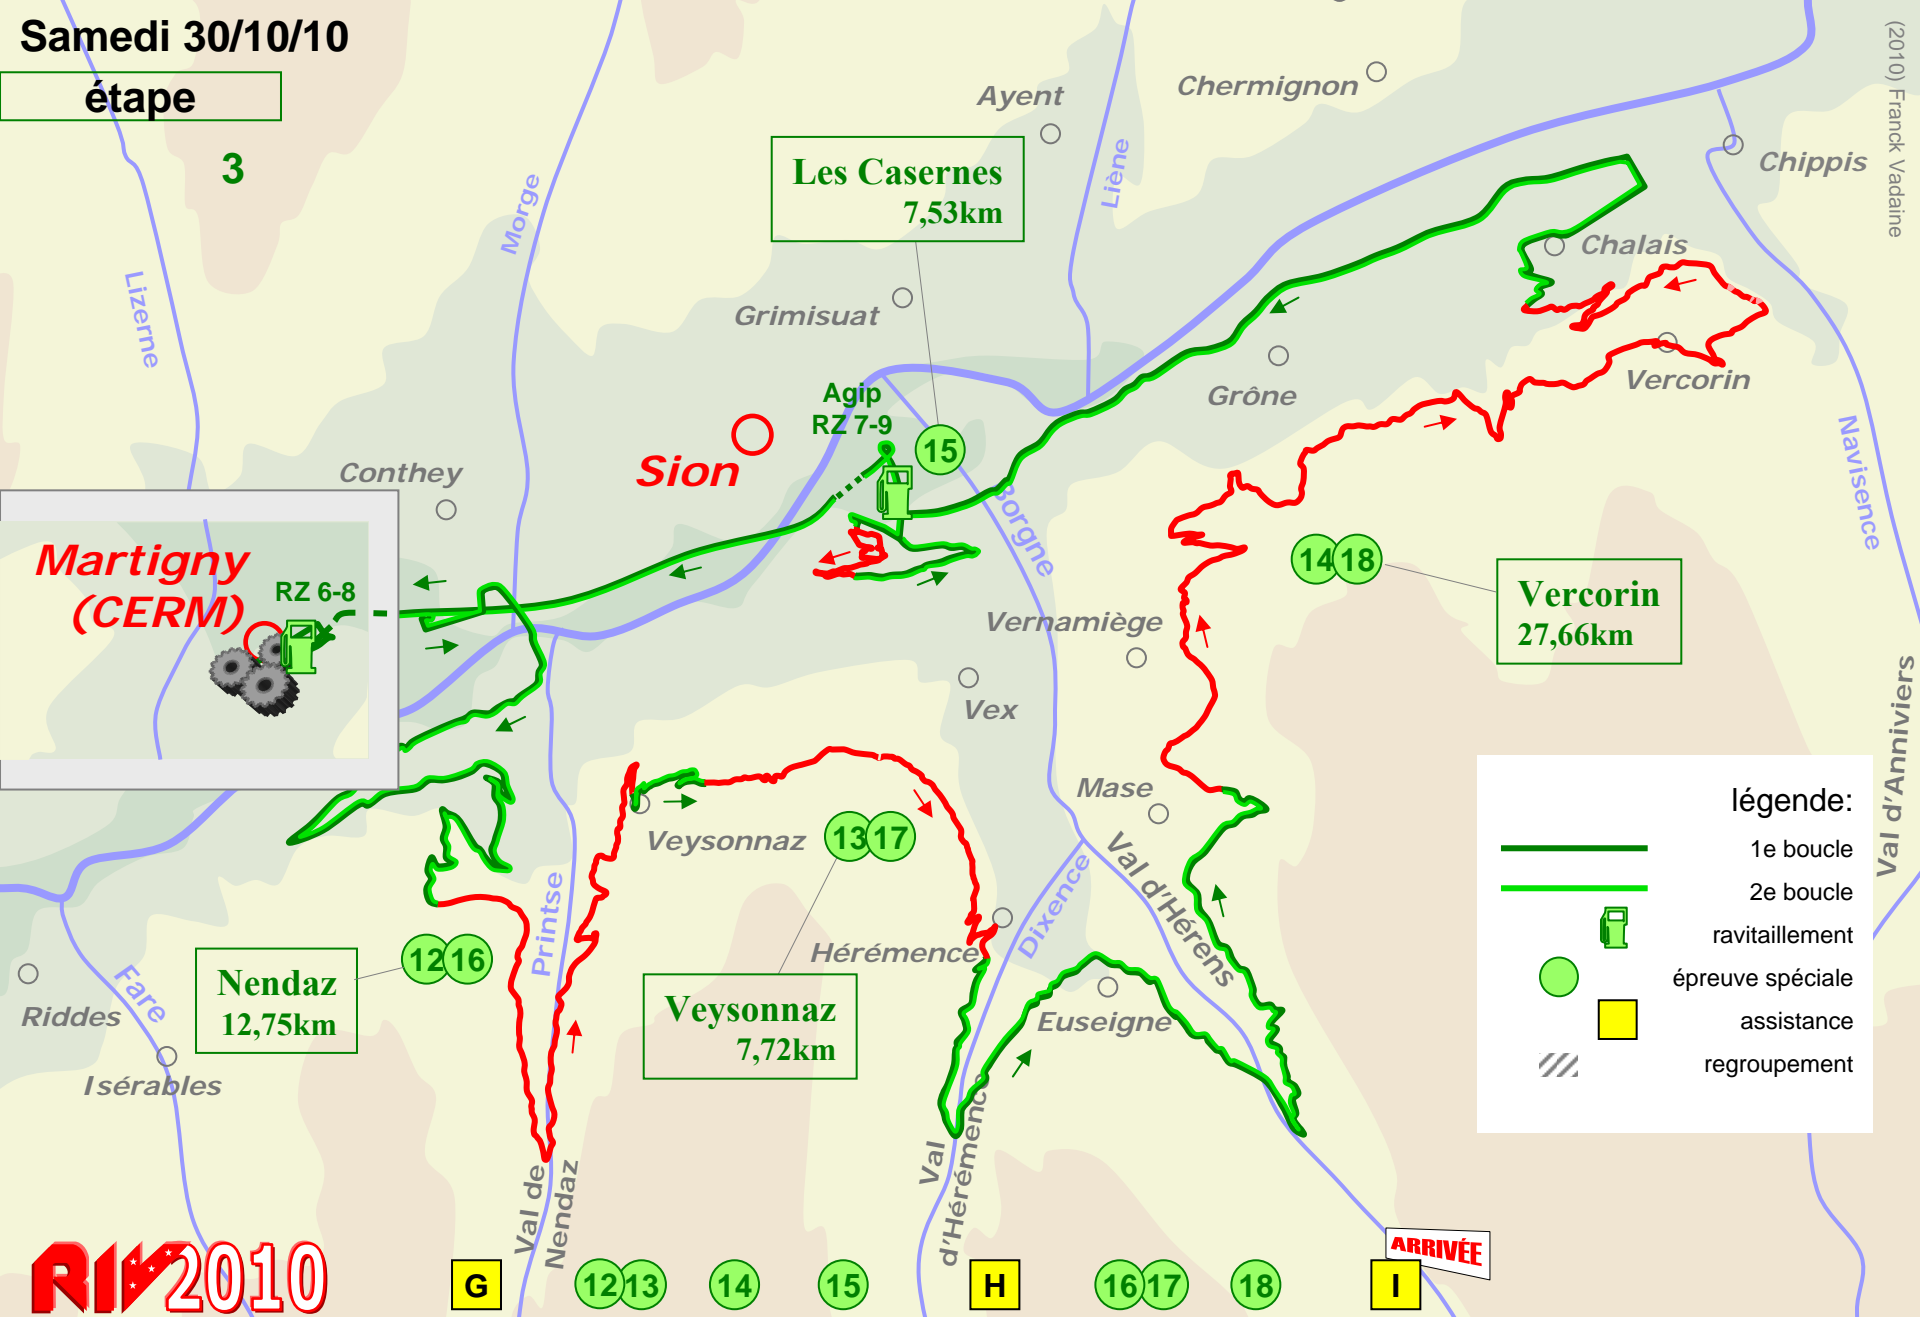 Samedi 30/10/10
étape
3
(2010) Franck Vadaine
Ayent
Chermignon
Chippis
Les Casernes
7,53km
Liène
Morge
Lizerne
Chalais
Grimisuat
Vercorin
Grône
Agip
RZ 7-9
15
Sion
Conthey
Navisence
Borgne
Martigny
(CERM)
RZ 6-8
14 18
Vercorin
27,66km
Vernamiège
Vex
Val d'Anniviers
Mase
Veysonnaz
13 17
Val d'Hérens
Dixence
Printse
Hérémence
12 16
Nendaz
12,75km
Veysonnaz
7,72km
Euseigne
Riddes
Fare
Isérables
légende:
1e boucle
2e boucle
ravitaillement
épreuve spéciale
assistance
regroupement
Val de
Nendaz
Val
d'Hérémence
ARRIVÉE
RIV 2010
G 12 13 14 15 H 16 17 18 I